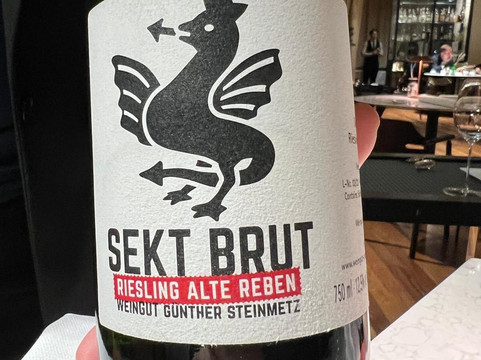 SEKT BRUT
RIESLING ALTE REBEN
WEINGUT GÜNTHER STEINMETZ
750 ml